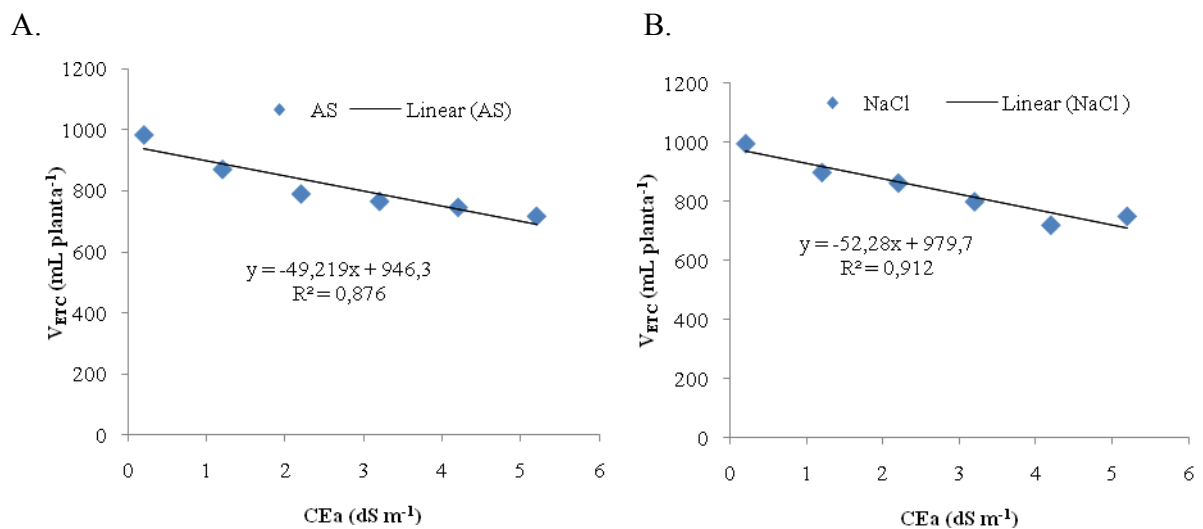 A.
1200
1000
800
600
400
200
0
0 1 2 3 4 5 6
AS Linear (AS)
y = -49,219x + 946,3
R² = 0,876
V_ETC (mL planta⁻¹)
CEa (dS m⁻¹)
B.
1200
1000
800
600
400
200
0
0 1 2 3 4 5 6
NaCl Linear (NaCl)
y = -52,28x + 979,7
R² = 0,912
V_ETC (mL planta⁻¹)
CEa (dS m⁻¹)